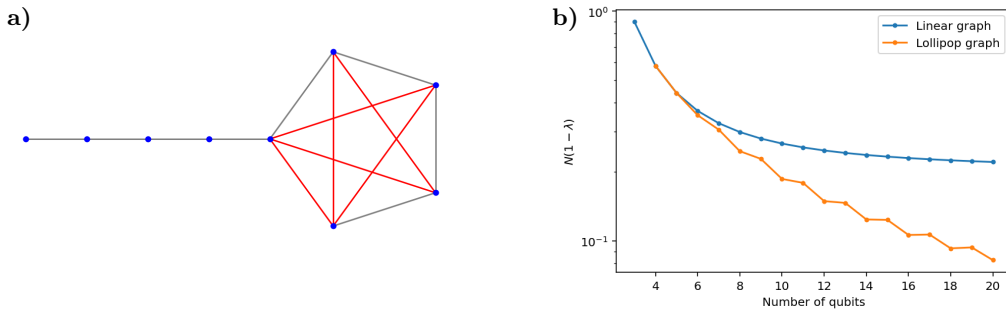 a)
b)
N(1 − λ)
10⁰
10⁻¹
Linear graph
Lollipop graph
4 6 8 10 12 14 16 18 20
Number of qubits